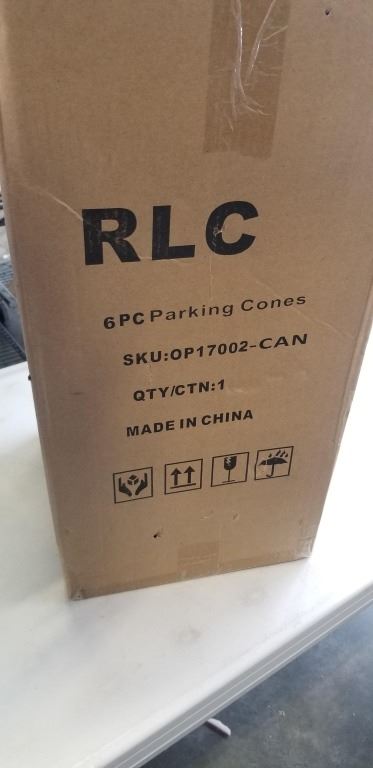 RLC
6PC Parking Cones
SKU:OP17002-CAN
QTY/CTN:1
MADE IN CHINA